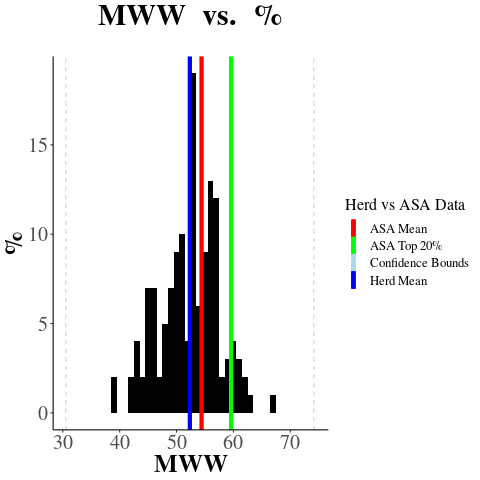 MWW vs. %
%
15
10
5
0
30 40 50 60 70
MWW
Herd vs ASA Data
ASA Mean
ASA Top 20%
Confidence Bounds
Herd Mean